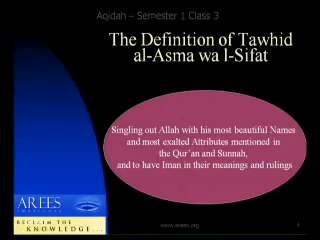 Aqidah – Semester 1 Class 3
The Definition of Tawhid
al-Asma wa l-Sifat
Singling out Allah with his most beautiful Names
and most exalted Attributes mentioned in
the Qur'an and Sunnah,
and to have Iman in their meanings and rulings
AREES
RECLAIM THE
KNOWLEDGE
www.arees.org
4